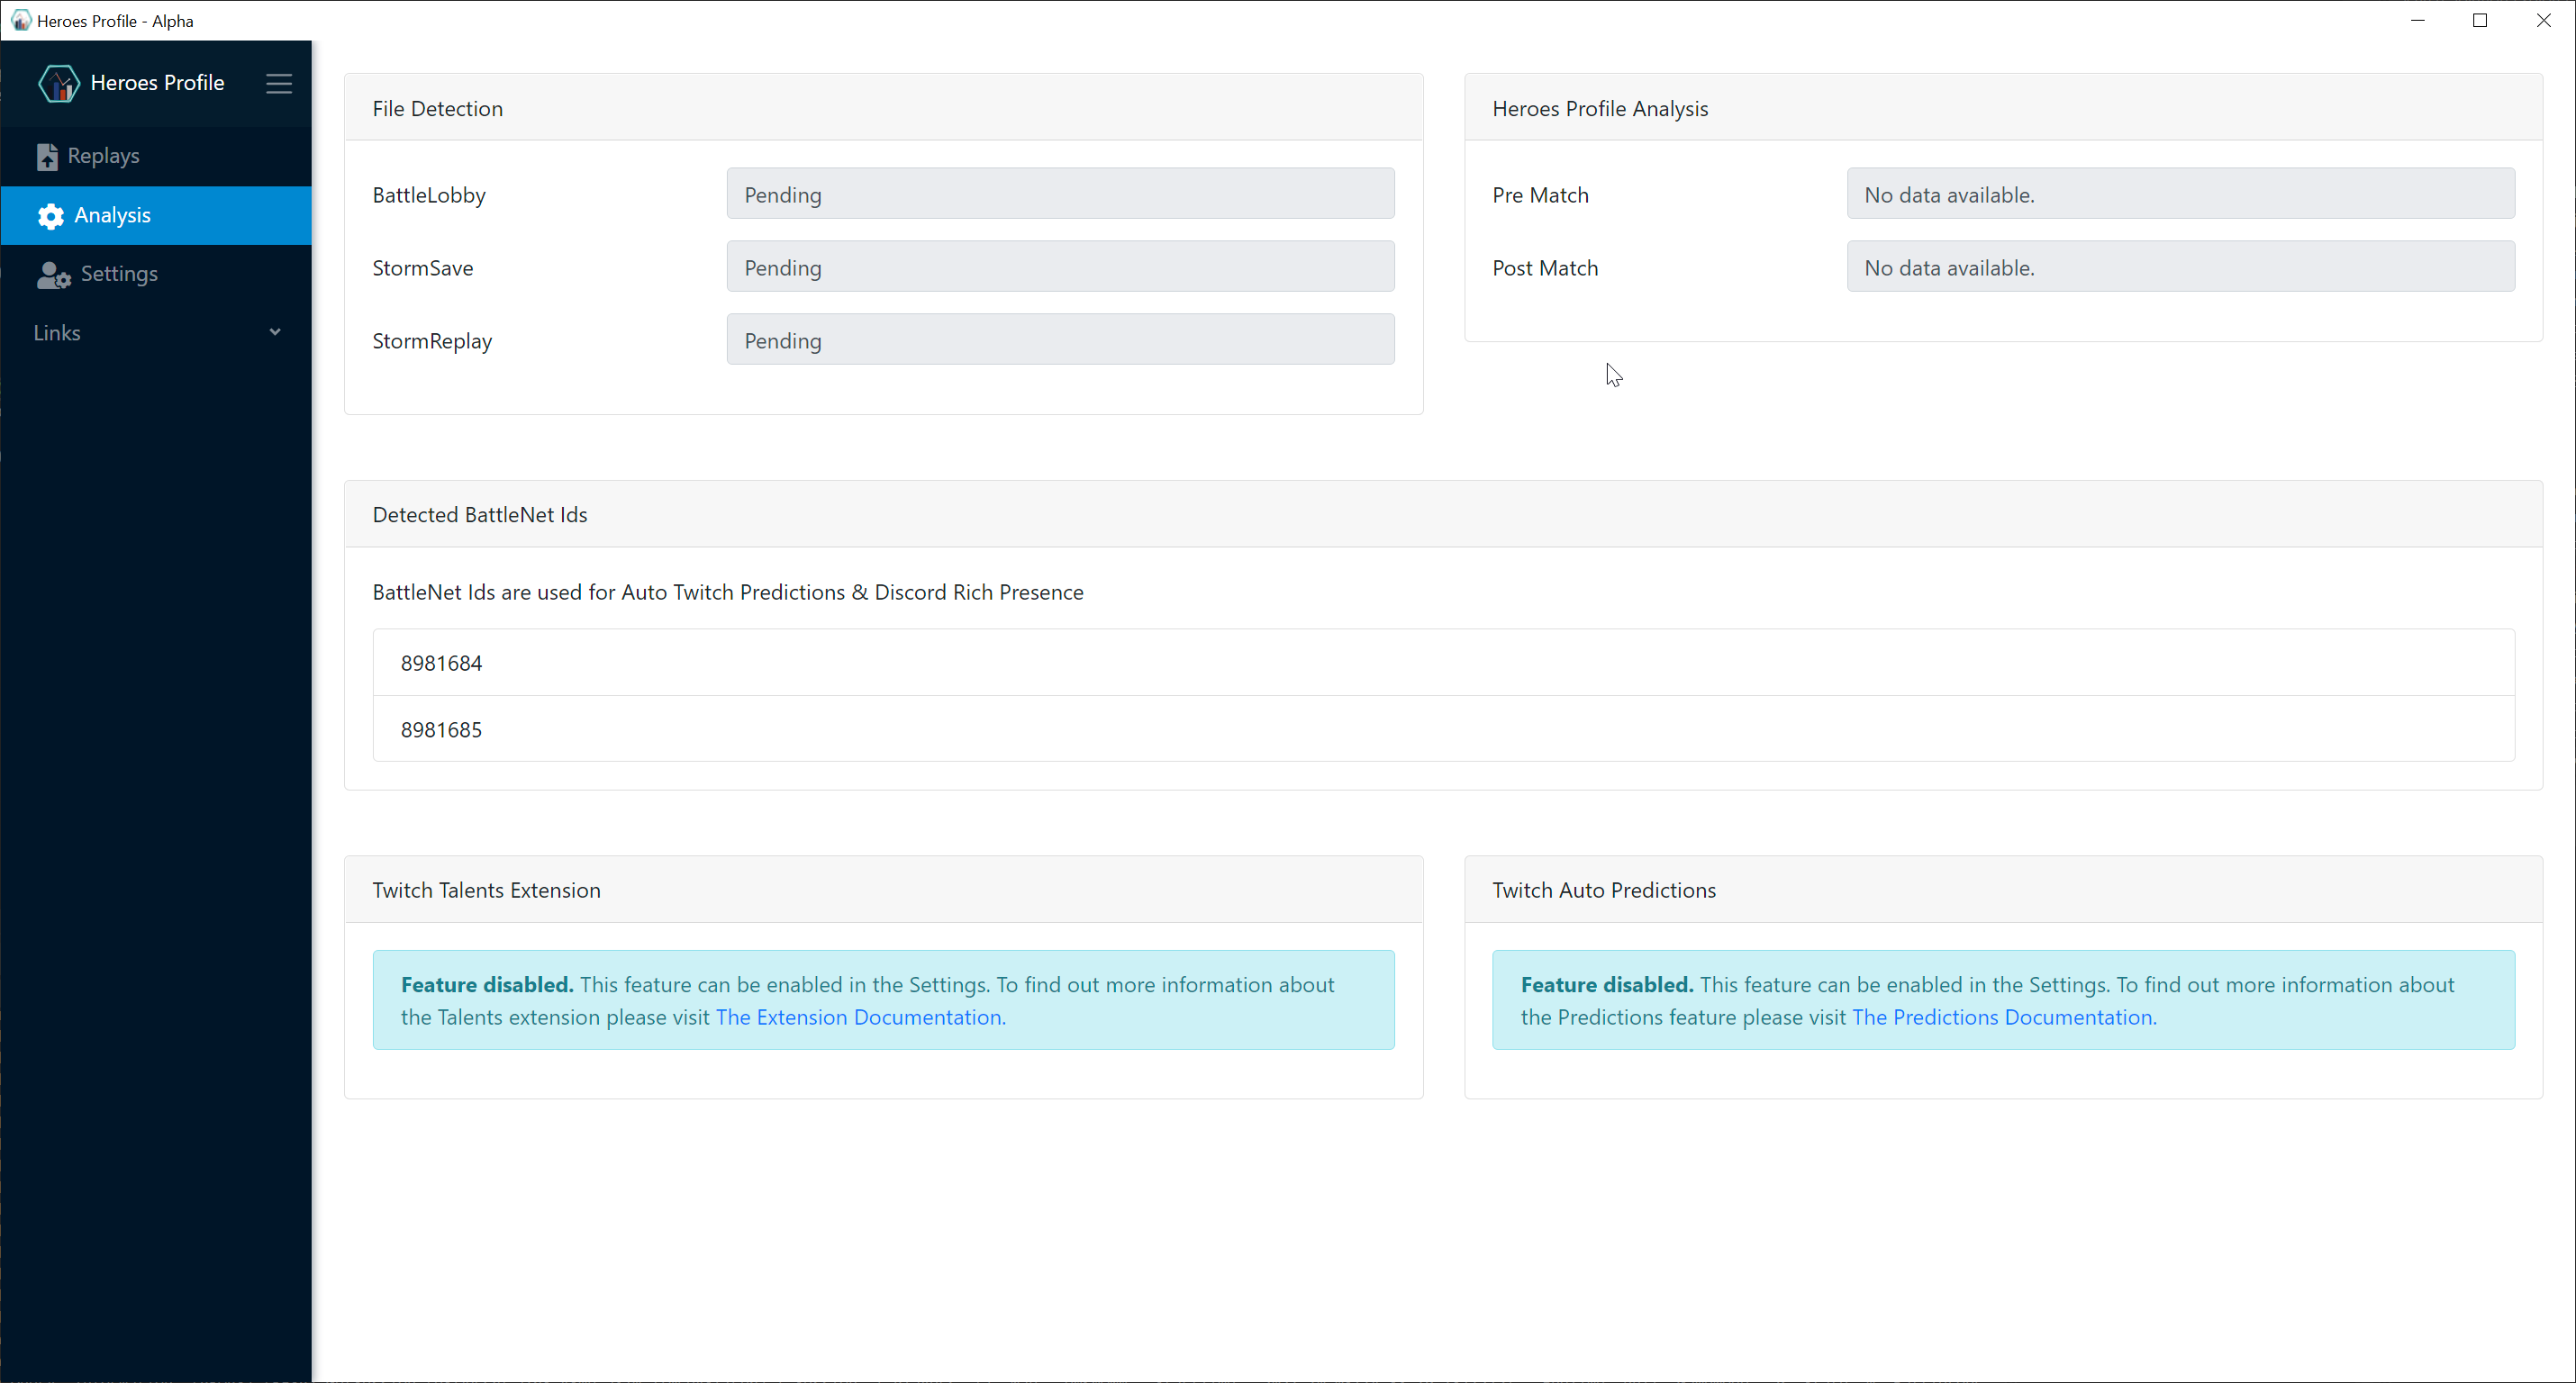 Heroes Profile - Alpha
Heroes Profile
Replays
Analysis
Settings
Links
File Detection
BattleLobby
Pending
StormSave
Pending
StormReplay
Pending
Heroes Profile Analysis
Pre Match
No data available.
Post Match
No data available.
Detected BattleNet Ids
BattleNet Ids are used for Auto Twitch Predictions & Discord Rich Presence
8981684
8981685
Twitch Talents Extension
Feature disabled. This feature can be enabled in the Settings. To find out more information about
the Talents extension please visit The Extension Documentation.
Twitch Auto Predictions
Feature disabled. This feature can be enabled in the Settings. To find out more information about
the Predictions feature please visit The Predictions Documentation.